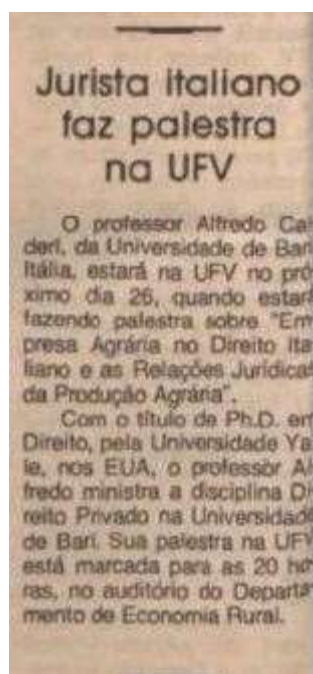 Jurista italiano
faz palestra
na UFV
O professor Alfredo Cal
deri, da Universidade de Bari
Itália, estará na UFV no pró
ximo dia 26, quando estar
fazendo palestra sobre "Em
presa Agrária no Direito Ita
liano e as Relações Jurídica
da Produção Agrária".
Com o título de Ph.D. em
Direito, pela Universidade Ya
le, nos EUA, o professor Al
fredo ministra a disciplina Di
reito Privado na Universidade
de Bari. Sua palestra na UFV
está marcada para as 20 ho
ras, no auditório do Departa
mento de Economia Rural.